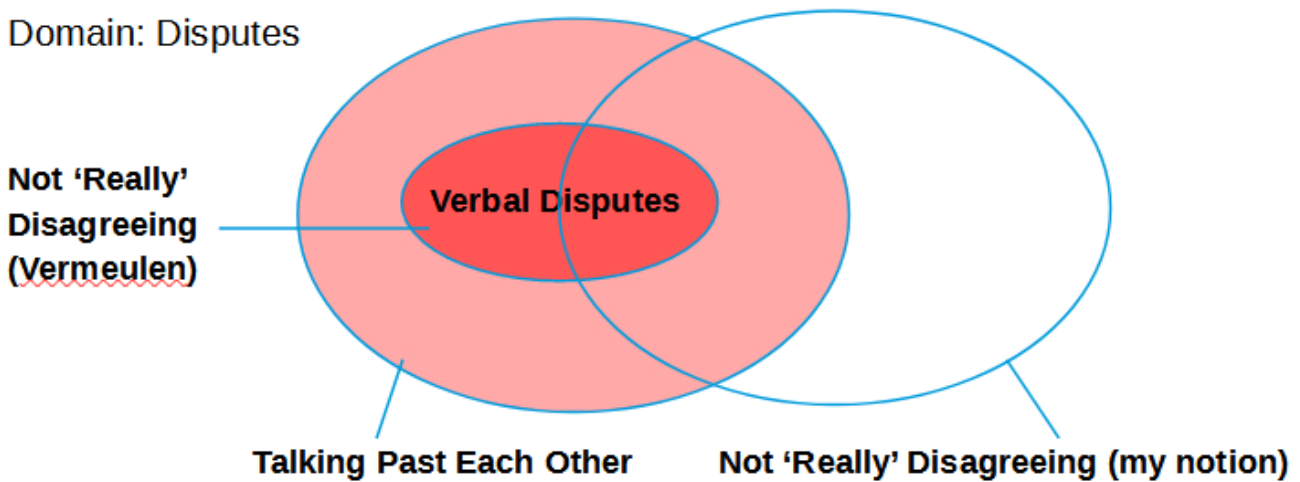 Domain: Disputes
Not ‘Really’
Disagreeing
(Vermeulen)
Verbal Disputes
Talking Past Each Other
Not ‘Really’ Disagreeing (my notion)